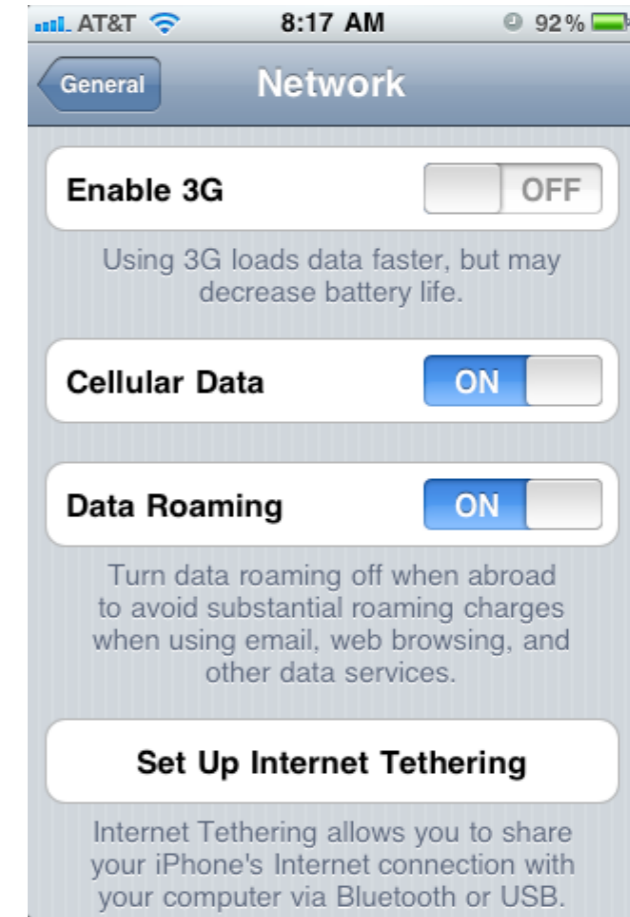 AT&T 8:17 AM 92%
General Network
Enable 3G OFF
Using 3G loads data faster, but may
decrease battery life.
Cellular Data ON
Data Roaming ON
Turn data roaming off when abroad
to avoid substantial roaming charges
when using email, web browsing, and
other data services.
Set Up Internet Tethering
Internet Tethering allows you to share
your iPhone's Internet connection with
your computer via Bluetooth or USB.